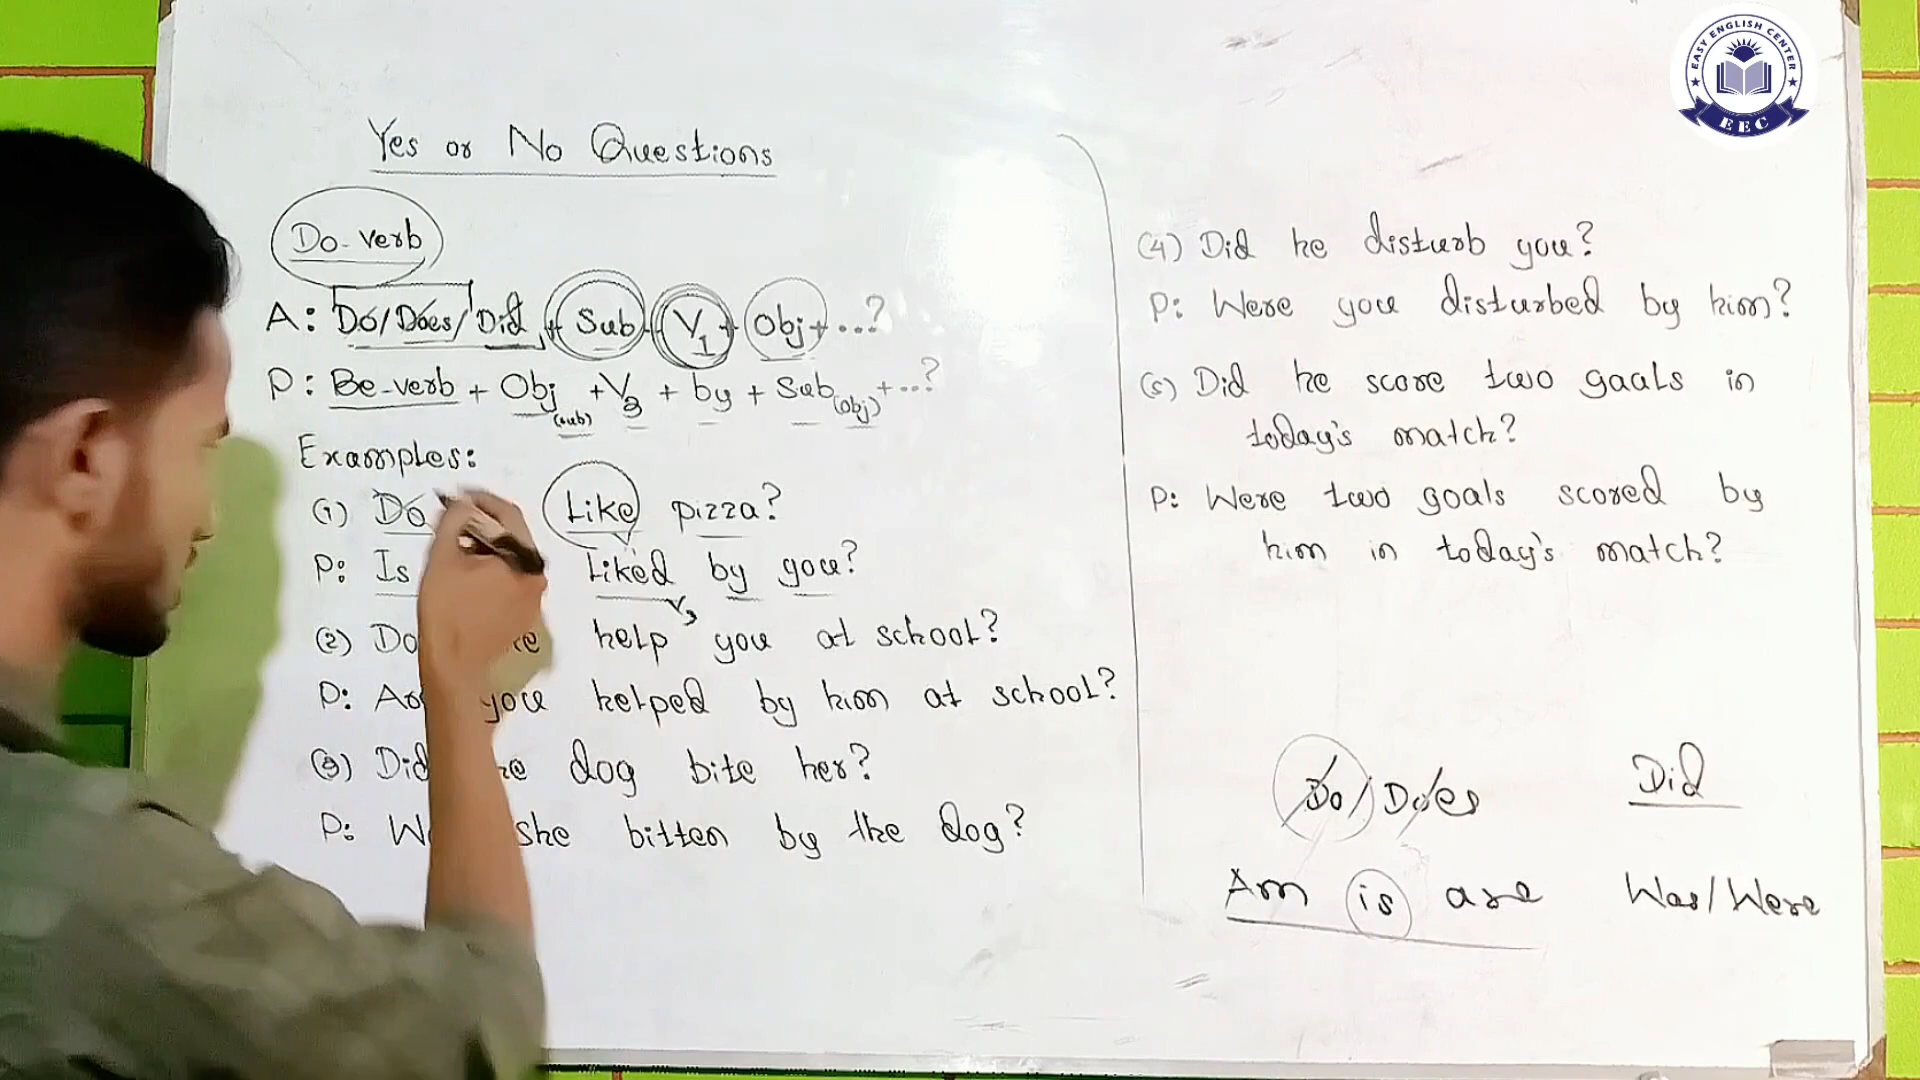 EASY ENGLISH CENTER
EEC
Yes or No Questions
Do-verb
A: Do/Does/Did + Sub + V1 + Obj + ...?
P: Be-verb + Obj (sub) + V3 + by + Sub (obj) + ...?
Examples:
(1) Do Like pizza?
P: Is Liked by you?
V3
(2) Do help you at school?
P: you helped by him at school?
(3) Did dog bite her?
P: she bitten by the dog?
(4) Did he disturb you?
P: Were you disturbed by him?
(5) Did he score two goals in
today's match?
P: Were two goals scored by
him in today's match?
Do/Does Did
Am is are Was/Were